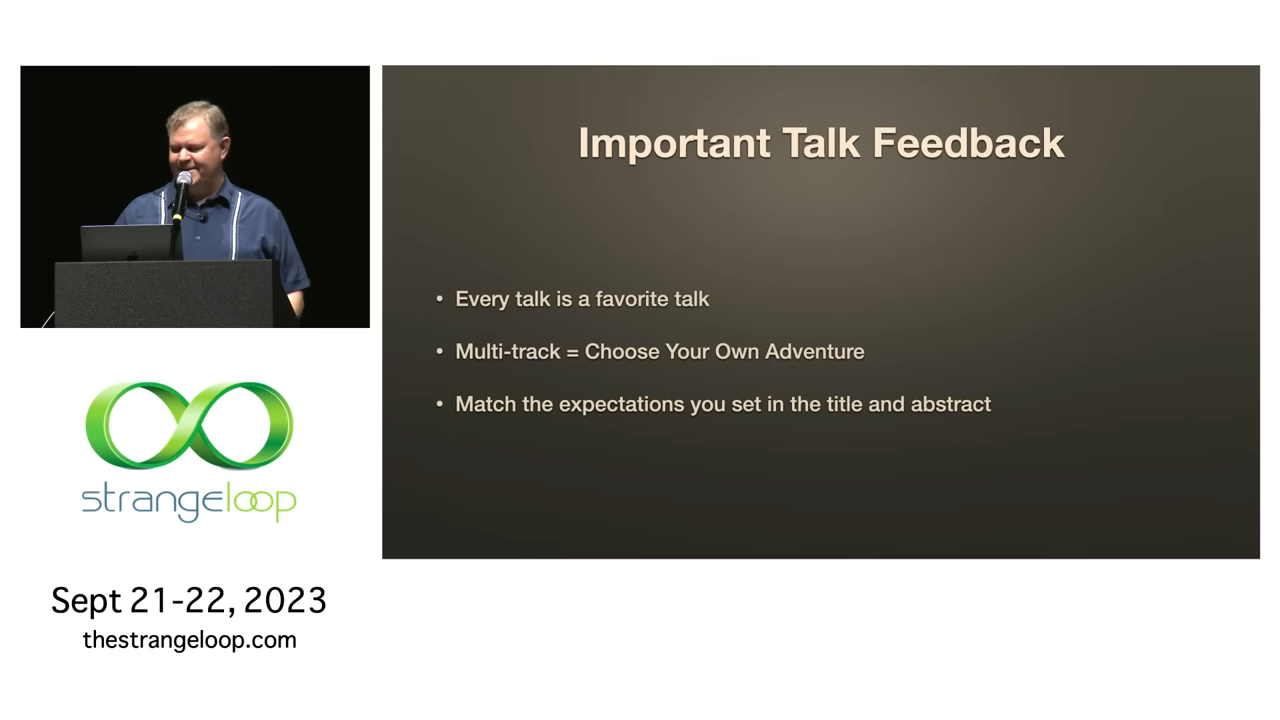 Important Talk Feedback
• Every talk is a favorite talk
• Multi-track = Choose Your Own Adventure
• Match the expectations you set in the title and abstract
strangeloop
Sept 21-22, 2023
thestrangeloop.com